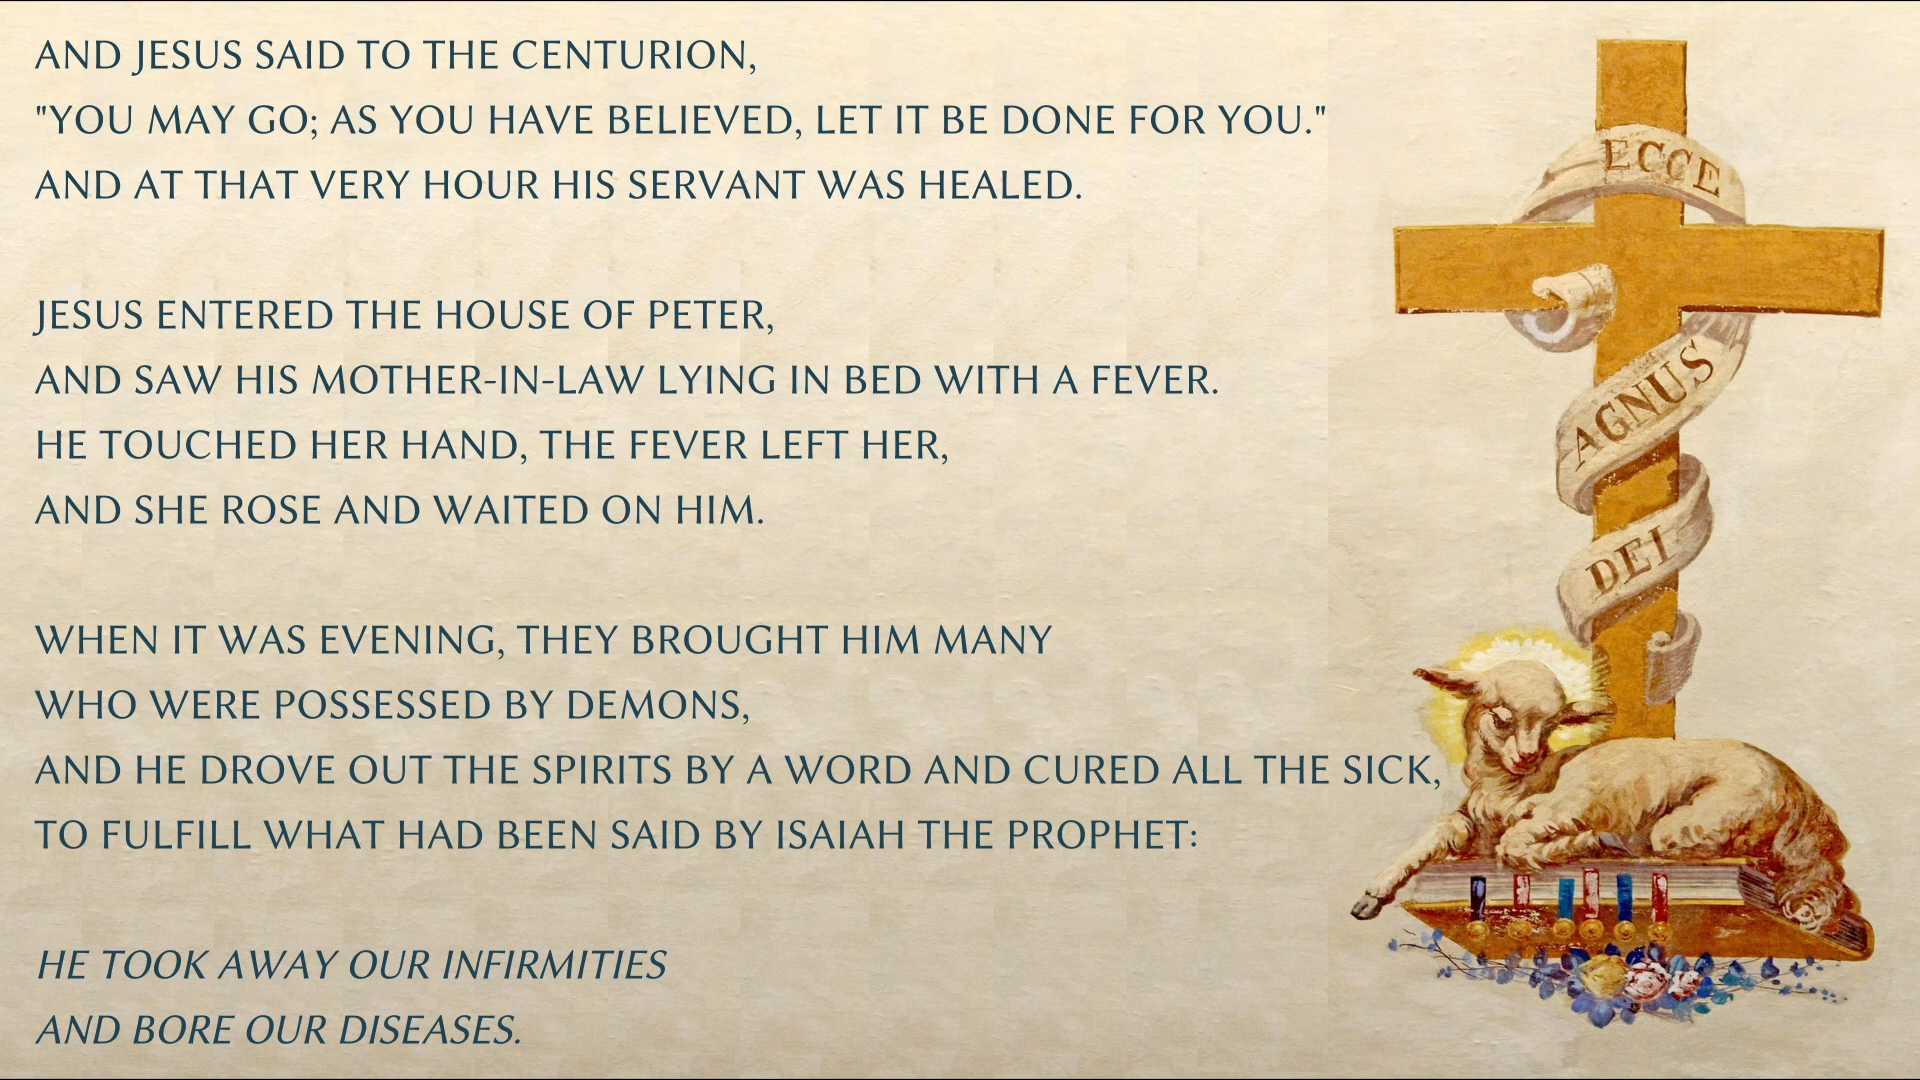 AND JESUS SAID TO THE CENTURION,
"YOU MAY GO; AS YOU HAVE BELIEVED, LET IT BE DONE FOR YOU."
AND AT THAT VERY HOUR HIS SERVANT WAS HEALED.
JESUS ENTERED THE HOUSE OF PETER,
AND SAW HIS MOTHER-IN-LAW LYING IN BED WITH A FEVER.
HE TOUCHED HER HAND, THE FEVER LEFT HER,
AND SHE ROSE AND WAITED ON HIM.
WHEN IT WAS EVENING, THEY BROUGHT HIM MANY
WHO WERE POSSESSED BY DEMONS,
AND HE DROVE OUT THE SPIRITS BY A WORD AND CURED ALL THE SICK,
TO FULFILL WHAT HAD BEEN SAID BY ISAIAH THE PROPHET:
HE TOOK AWAY OUR INFIRMITIES
AND BORE OUR DISEASES.
ECCE
AGNUS
DEI